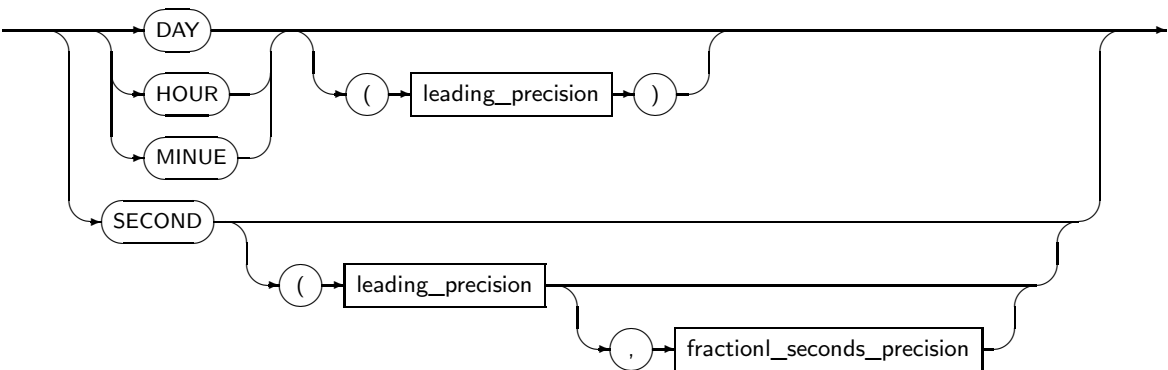 DAY
HOUR ( leading_precision )
MINUE
SECOND
( leading_precision
, fractionl_seconds_precision